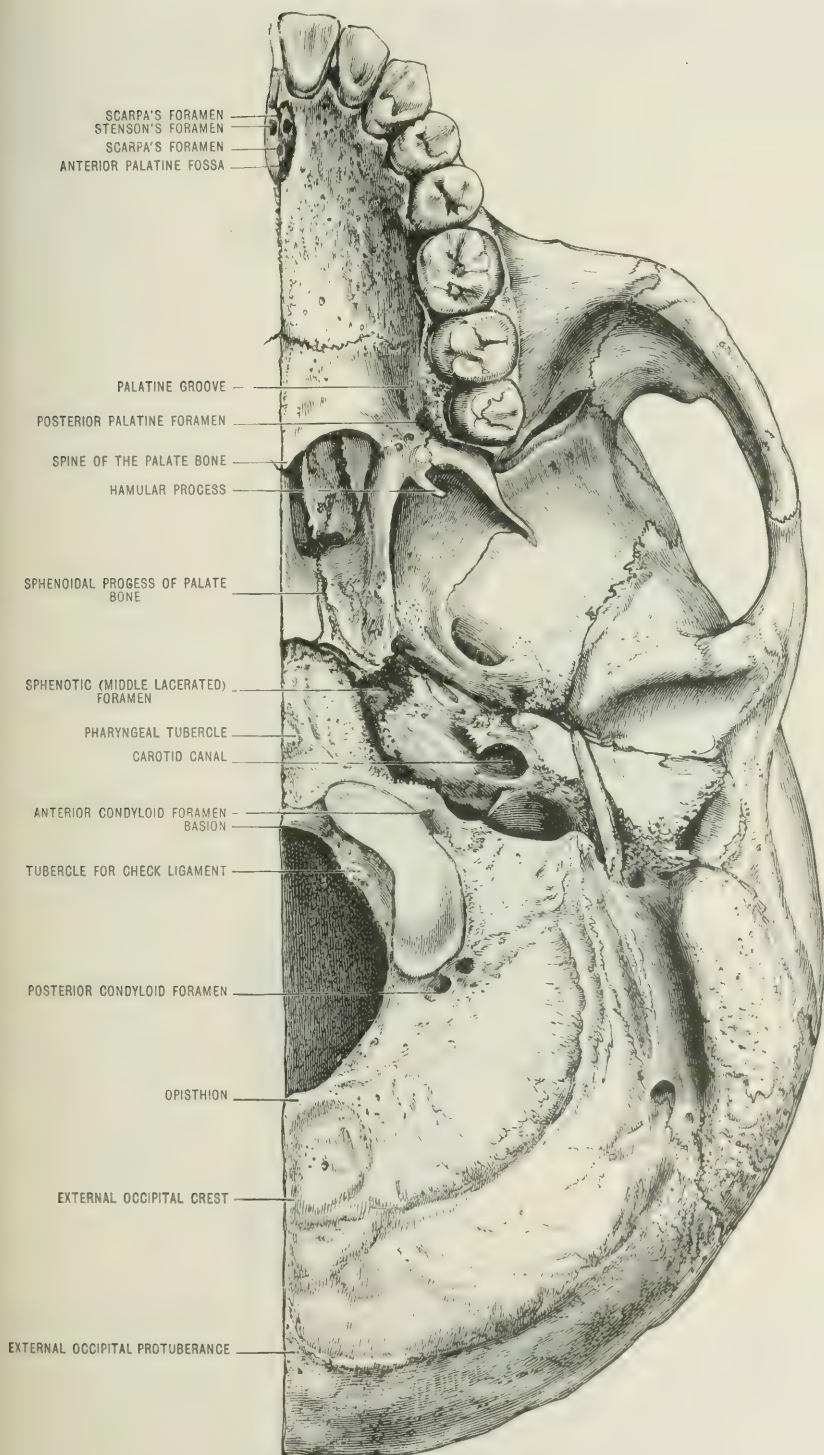 SCARPA'S FORAMEN
STENSON'S FORAMEN
SCARPA'S FORAMEN
ANTERIOR PALATINE FOSSA
PALATINE GROOVE
POSTERIOR PALATINE FORAMEN
SPINE OF THE PALATE BONE
HAMULAR PROCESS
SPHENOIDAL PROGESS OF PALATE
BONE
SPHENOTIC (MIDDLE LACERATED)
FORAMEN
PHARYNGEAL TUBERCLE
CAROTID CANAL
ANTERIOR CONDYLOID FORAMEN
BASION
TUBERCLE FOR CHECK LIGAMENT
POSTERIOR CONDYLOID FORAMEN
OPISTHION
EXTERNAL OCCIPITAL CREST
EXTERNAL OCCIPITAL PROTUBERANCE